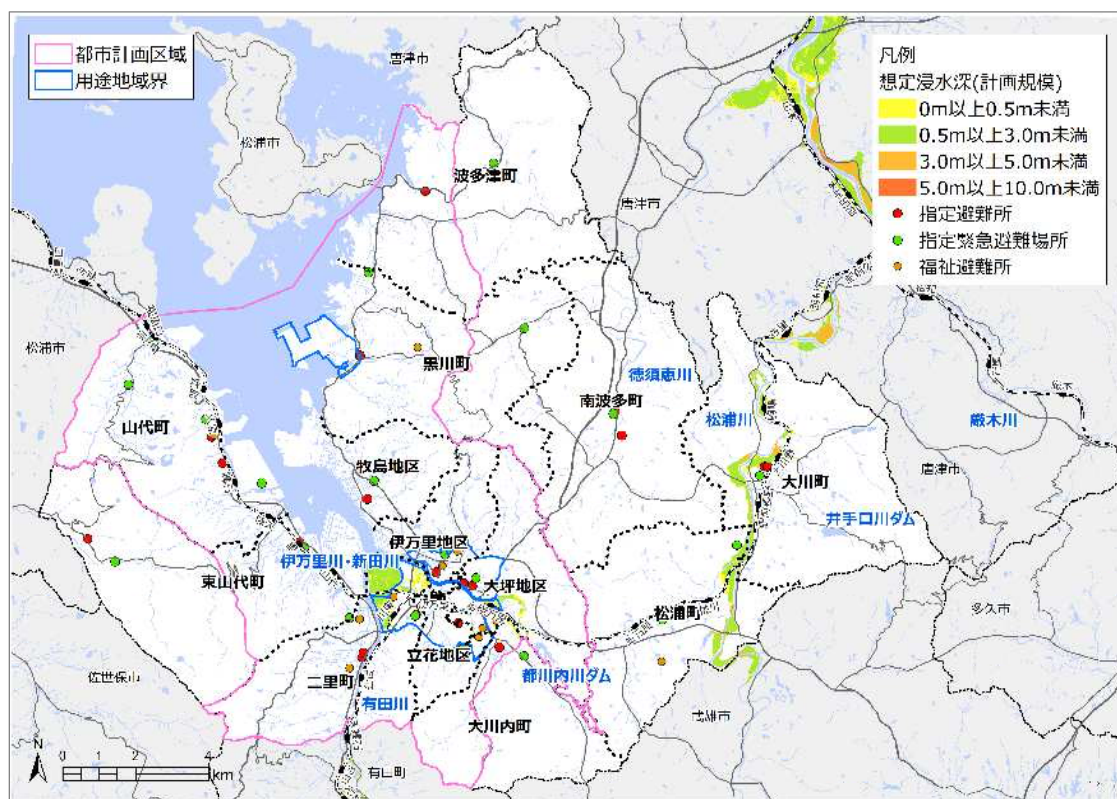 都市計画区域
用途地域界
凡例
想定浸水深(計画規模)
0m以上0.5m未満
0.5m以上3.0m未満
3.0m以上5.0m未満
5.0m以上10.0m未満
指定避難所
指定緊急避難場所
福祉避難所
唐津市
松浦市
波多津町
唐津市
松浦市
黒川町
徳須恵川
南波多町
松浦川
厳木川
山代町
牧島地区
大川町
唐津市
井手口川ダム
伊万里地区
伊万里川・新田川
東山代町
大坪地区
松浦町
多久市
立花地区
二里町
都川内川ダム
佐世保市
有田川
大川内町
武雄市
有田町
N
0 2 4
km